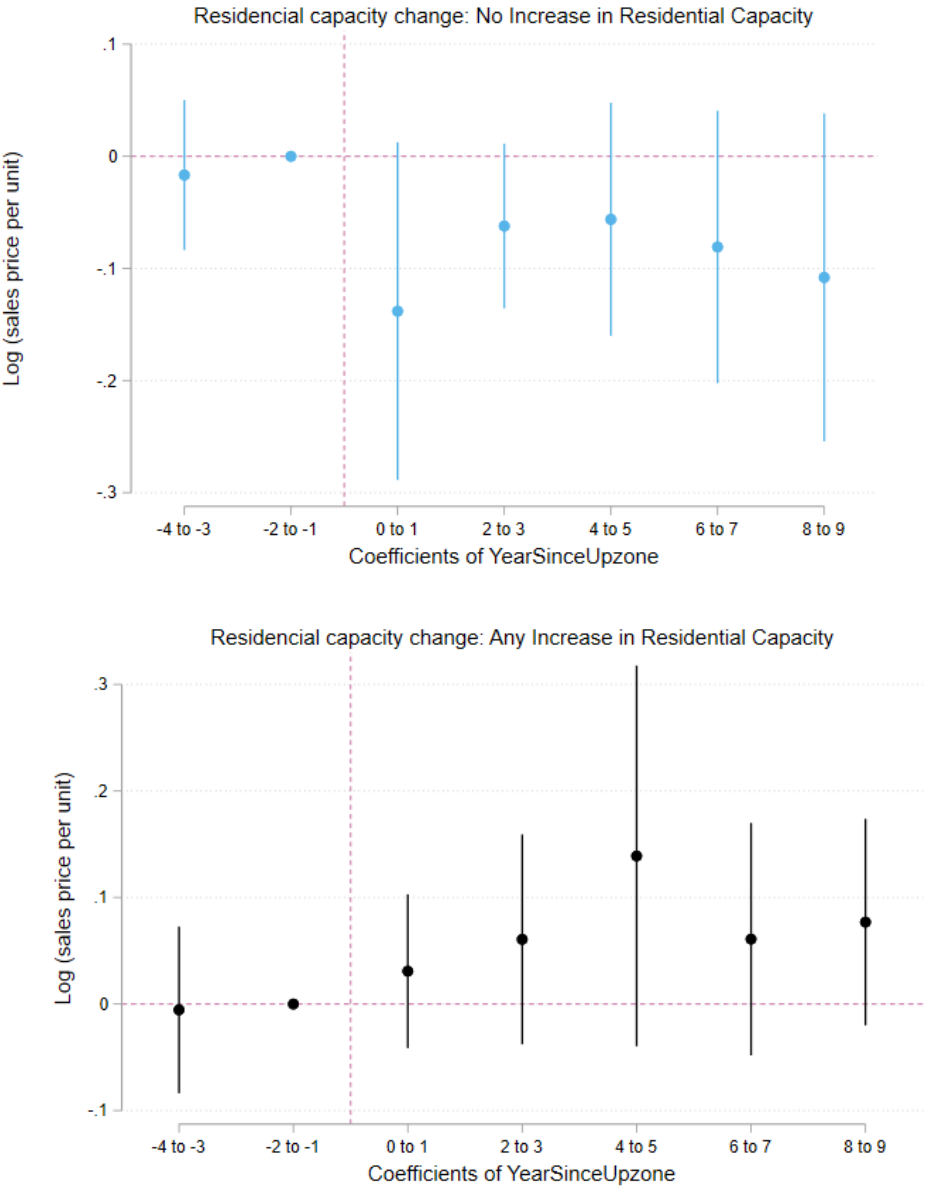 Residencial capacity change: No Increase in Residential Capacity
Log (sales price per unit)
.1
0
-.1
-.2
-.3
-4 to -3 -2 to -1 0 to 1 2 to 3 4 to 5 6 to 7 8 to 9
Coefficients of YearSinceUpzone
Residencial capacity change: Any Increase in Residential Capacity
Log (sales price per unit)
.3
.2
.1
0
-.1
-4 to -3 -2 to -1 0 to 1 2 to 3 4 to 5 6 to 7 8 to 9
Coefficients of YearSinceUpzone